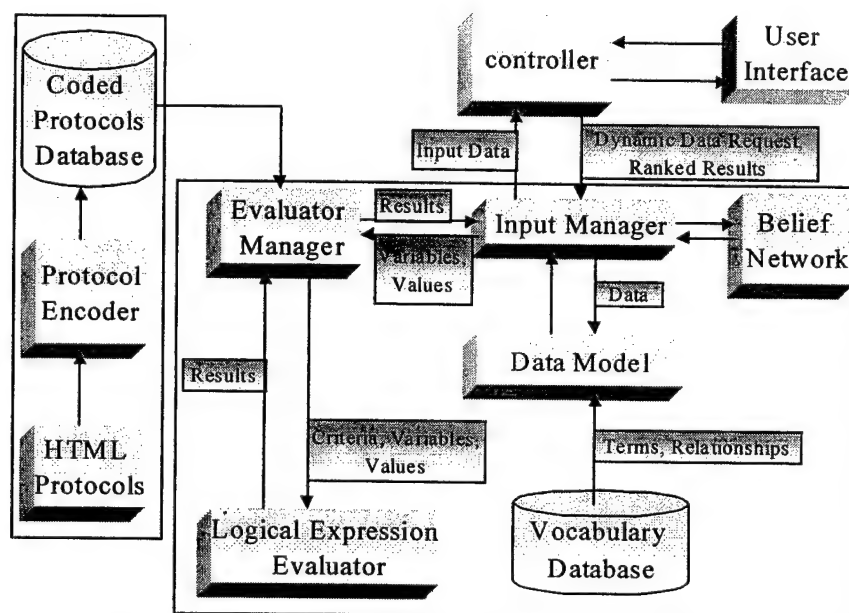 Coded
Protocols
Database
controller
User
Interface
Input Data
Dynamic Data Request,
Ranked Results
Evaluator
Manager
Results
Input Manager
Belief
Network
Variables,
Values
Protocol
Encoder
Data
Results
Data Model
HTML
Protocols
Criteria, Variables,
Values
Terms, Relationships
Logical Expression
Evaluator
Vocabulary
Database